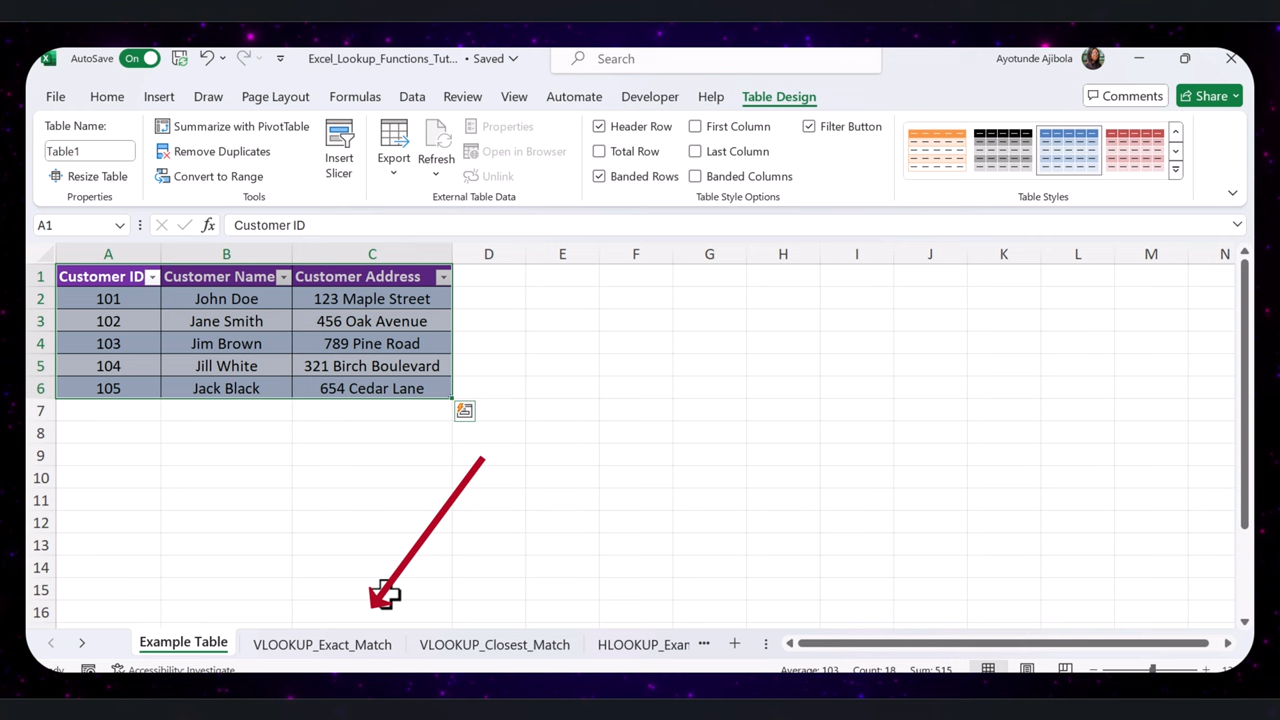 AutoSave On Excel_Lookup_Functions_Tut... • Saved Search Ayotunde Ajibola
File Home Insert Draw Page Layout Formulas Data Review View Automate Developer Help Table Design Comments Share
Table Name:
Table1
Resize Table
Properties
Summarize with PivotTable
Remove Duplicates
Convert to Range
Tools
Insert
Slicer
Export
Refresh
Properties
Open in Browser
Unlink
External Table Data
Header Row First Column Filter Button
Total Row Last Column
Banded Rows Banded Columns
Table Style Options
Table Styles
A1 fx Customer ID
A B C D E F G H I J K L M N
1 Customer ID Customer Name Customer Address
2 101 John Doe 123 Maple Street
3 102 Jane Smith 456 Oak Avenue
4 103 Jim Brown 789 Pine Road
5 104 Jill White 321 Birch Boulevard
6 105 Jack Black 654 Cedar Lane
7
8
9
10
11
12
13
14
15
16
Example Table VLOOKUP_Exact_Match VLOOKUP_Closest_Match HLOOKUP_Exar ...
Accessibility: Investigate Average: 103 Count: 18 Sum: 515